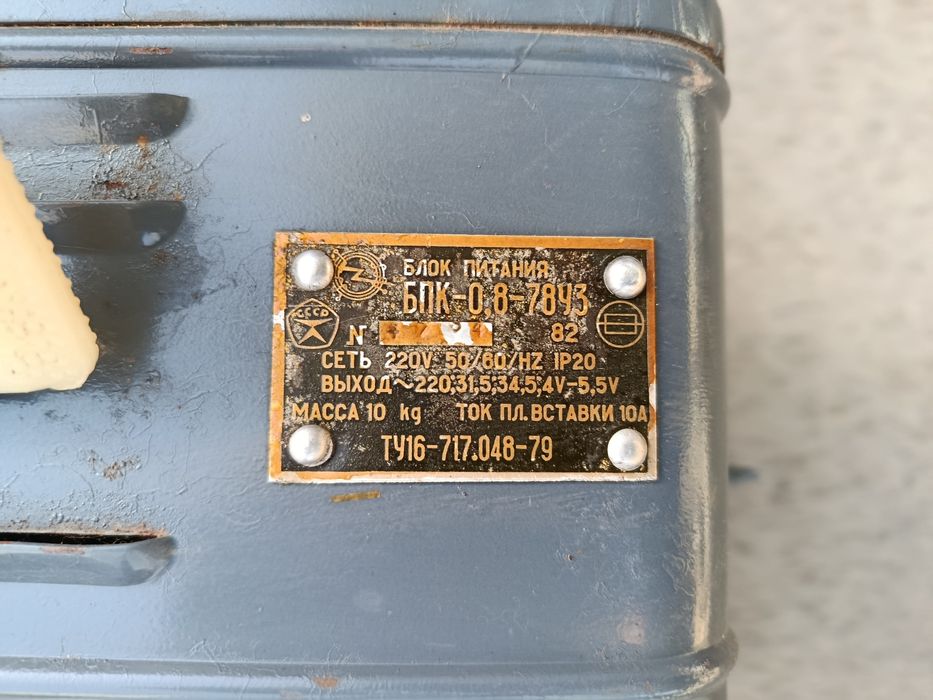 БЛОК ПИТАНИЯ
БПК-0,8-78У3
СССР
N 82
СЕТЬ 220V 50/60/HZ IP20
ВЫХОД ~220;31,5;34,5;4V-5,5V
МАССА 10 kg ТОК ПЛ.ВСТАВКИ 10А
ТУ16-717.048-79